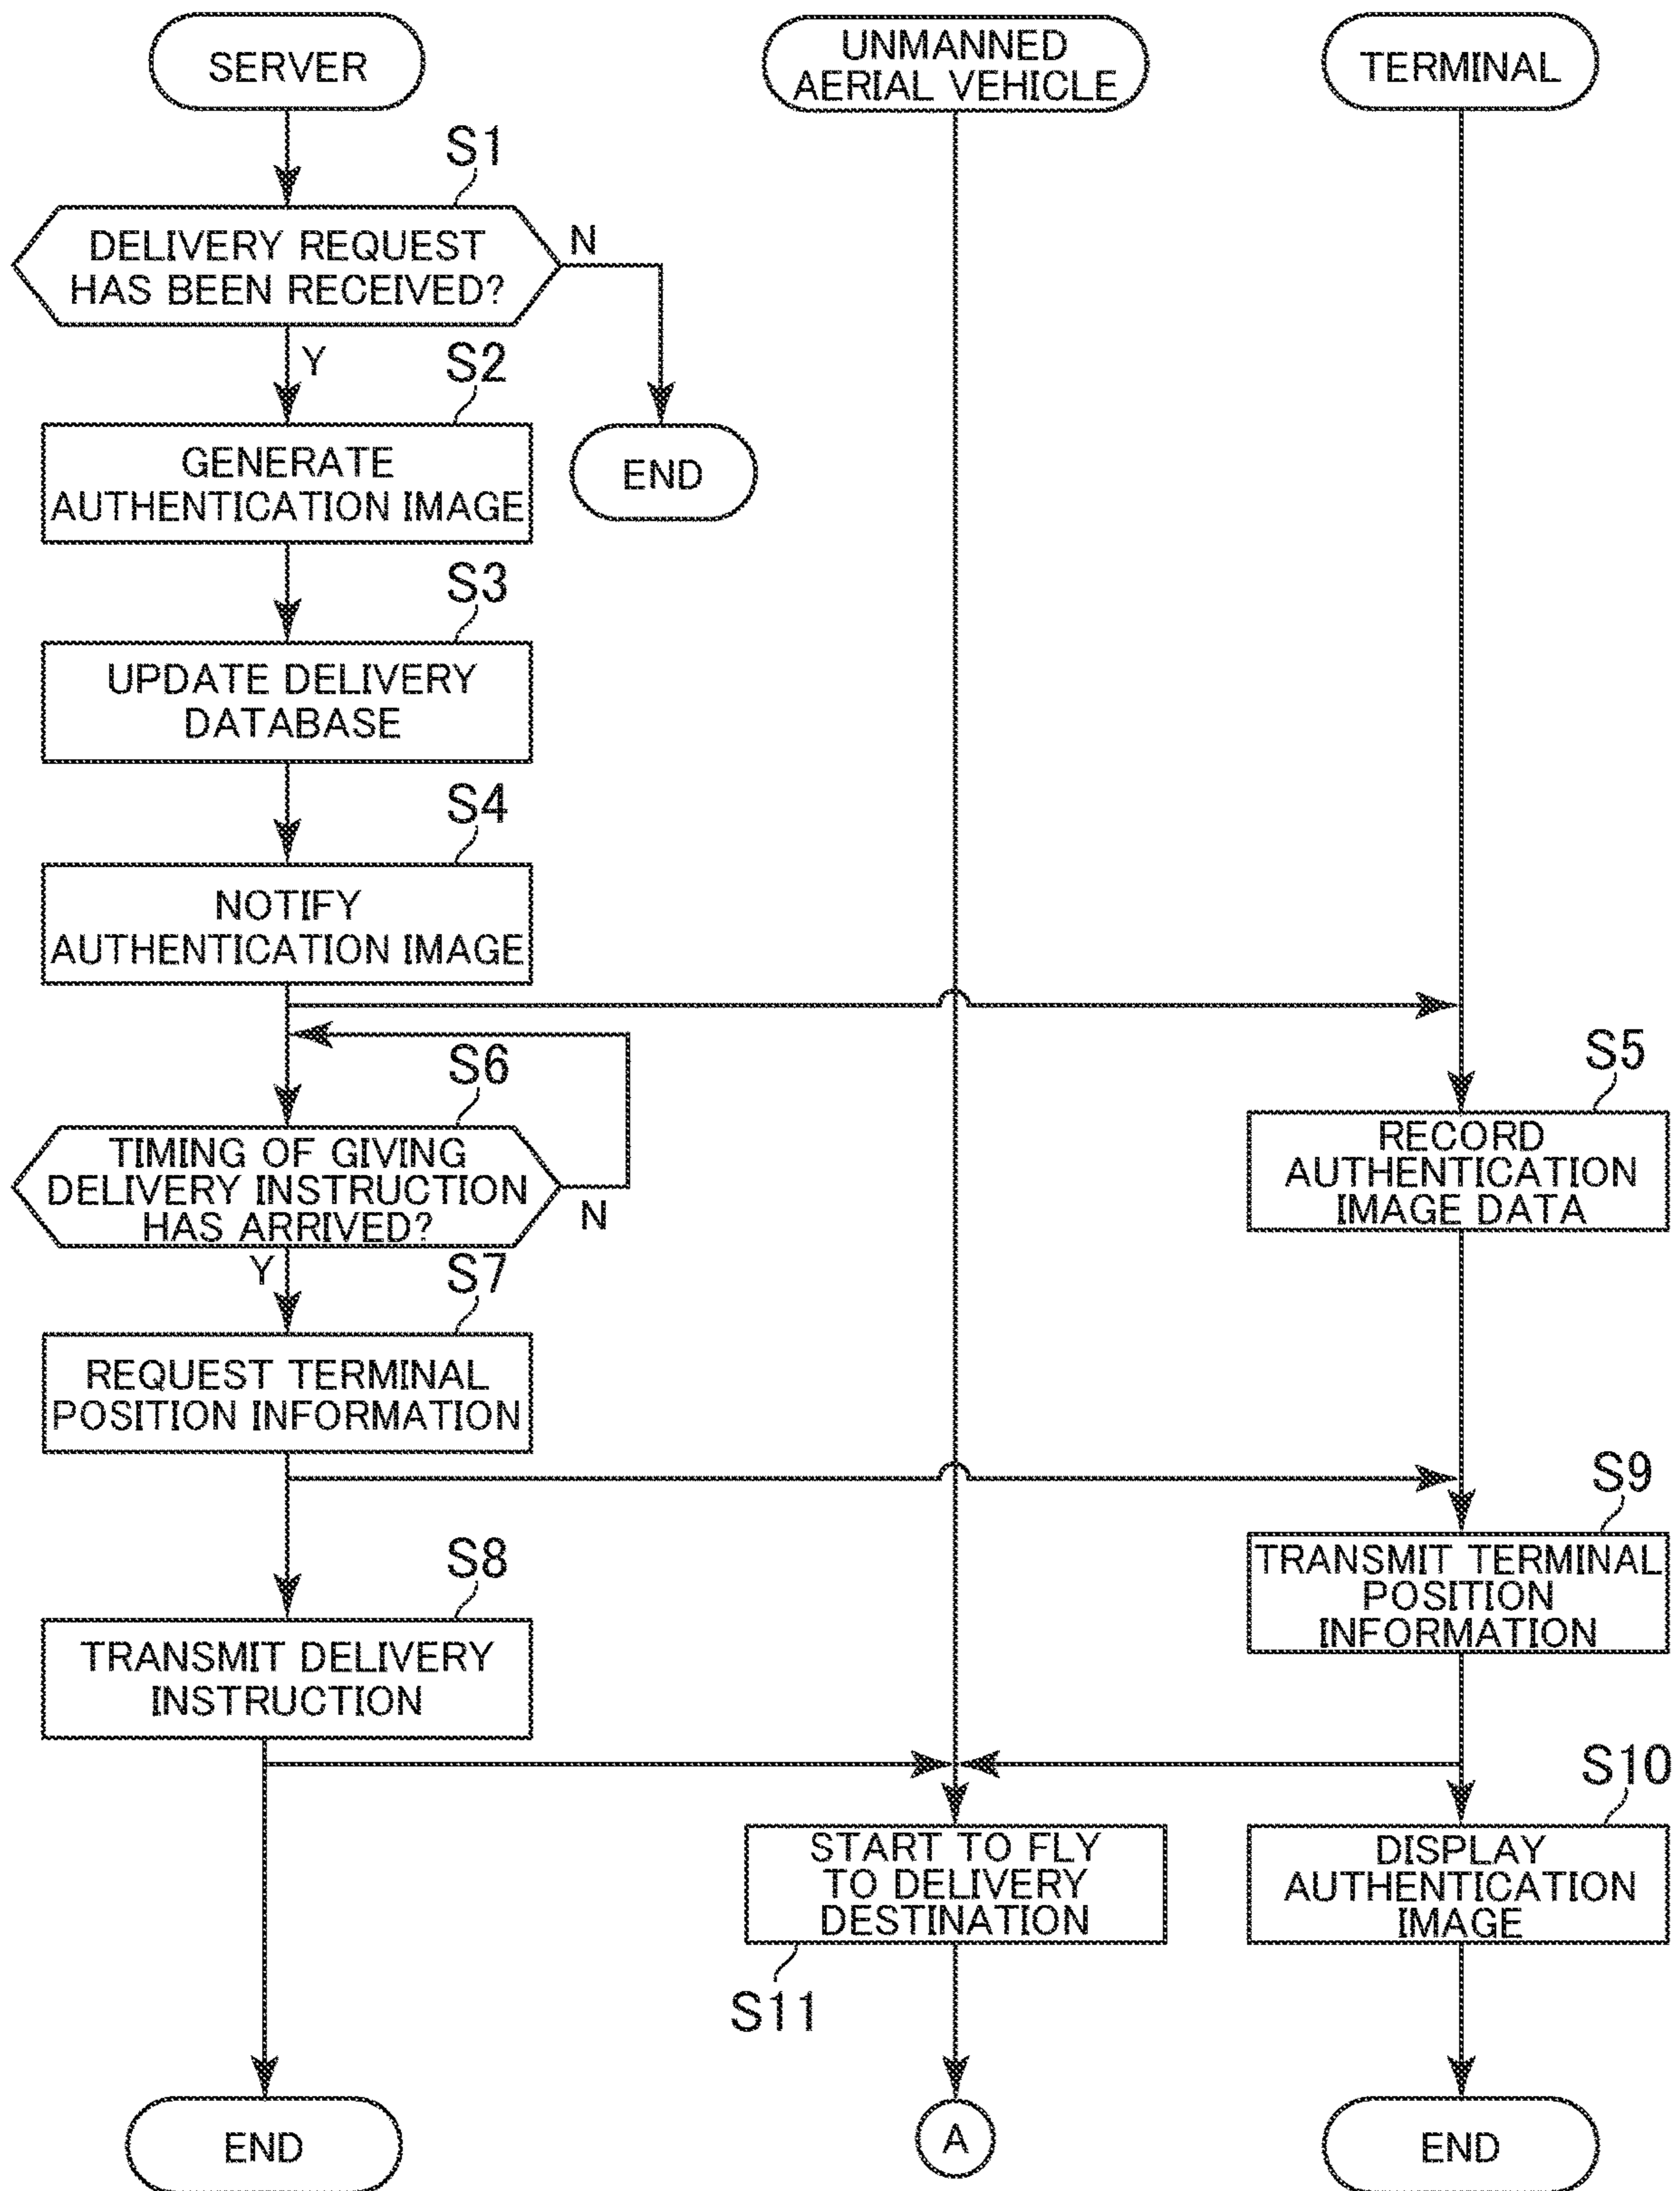 SERVER
UNMANNED
AERIAL VEHICLE
TERMINAL
S1
DELIVERY REQUEST
HAS BEEN RECEIVED?
N
Y
S2
GENERATE
AUTHENTICATION IMAGE
END
S3
UPDATE DELIVERY
DATABASE
S4
NOTIFY
AUTHENTICATION IMAGE
S5
RECORD
AUTHENTICATION
IMAGE DATA
S6
TIMING OF GIVING
DELIVERY INSTRUCTION
HAS ARRIVED?
N
Y
S7
REQUEST TERMINAL
POSITION INFORMATION
S9
TRANSMIT TERMINAL
POSITION
INFORMATION
S8
TRANSMIT DELIVERY
INSTRUCTION
S10
DISPLAY
AUTHENTICATION
IMAGE
START TO FLY
TO DELIVERY
DESTINATION
S11
END
A
END